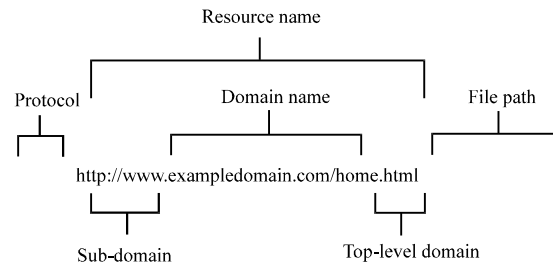 Resource name
Protocol
Domain name
File path
http://www.exampledomain.com/home.html
Sub-domain
Top-level domain